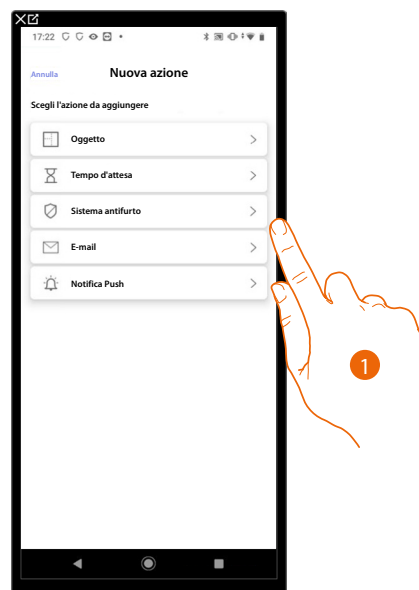 17:22
Annulla
Nuova azione
Scegli l'azione da aggiungere
Oggetto
Tempo d'attesa
Sistema antifurto
E-mail
Notifica Push
1